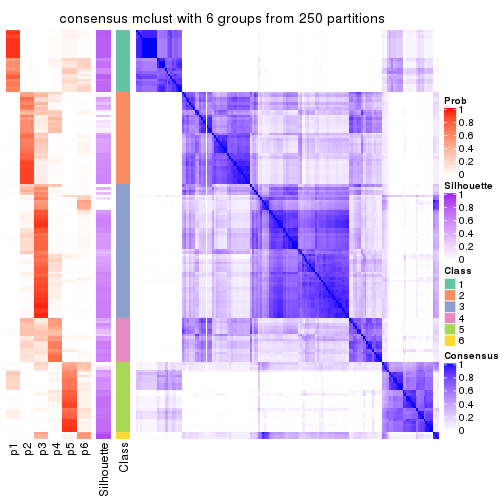 consensus mclust with 6 groups from 250 partitions
Prob
1
0.8
0.6
0.4
0.2
0
Silhouette
1
0.8
0.6
0.4
0.2
0
Class
1
2
3
4
5
6
Consensus
1
0.8
0.6
0.4
0.2
0
p1
p2
p3
p4
p5
p6
Silhouette
Class